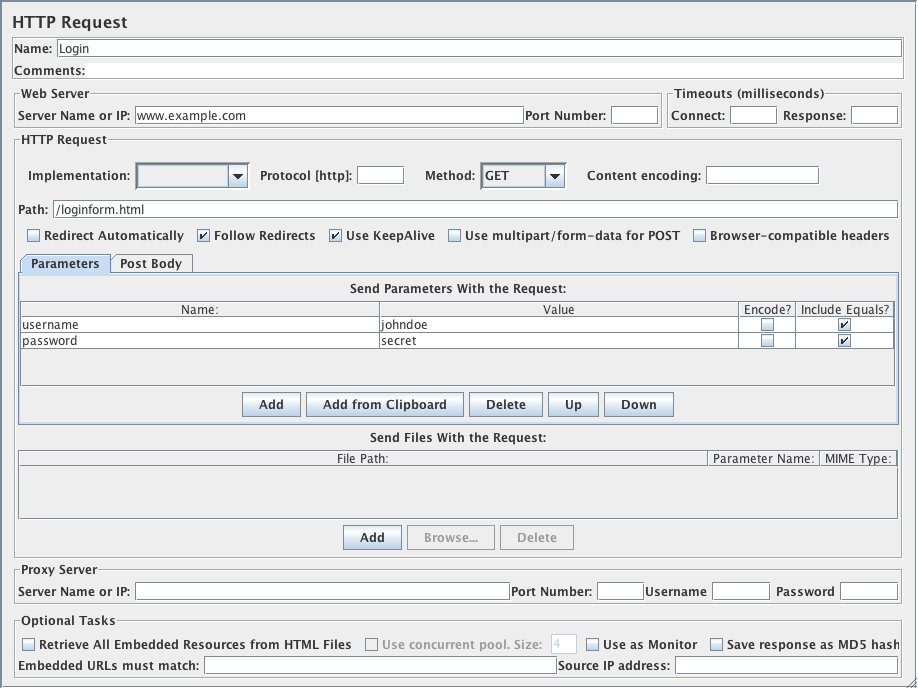 HTTP Request
Name: Login
Comments:
Web Server
Timeouts (milliseconds)
Server Name or IP: www.example.com Port Number:
Connect: Response:
HTTP Request
Implementation: Protocol [http]: Method: GET Content encoding:
Path: /loginform.html
Redirect Automatically Follow Redirects Use KeepAlive Use multipart/form-data for POST Browser-compatible headers
Parameters Post Body
Send Parameters With the Request:
Name: Value Encode? Include Equals?
username johndoe
password secret
Add Add from Clipboard Delete Up Down
Send Files With the Request:
File Path: Parameter Name: MIME Type:
Add Browse... Delete
Proxy Server
Server Name or IP: Port Number: Username Password
Optional Tasks
Retrieve All Embedded Resources from HTML Files Use concurrent pool. Size: 4 Use as Monitor Save response as MD5 hash
Embedded URLs must match: Source IP address: